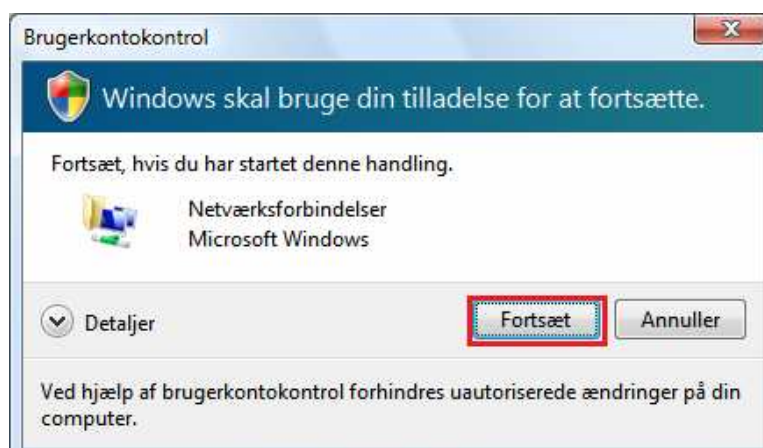 Brugerkontokontrol
Windows skal bruge din tilladelse for at fortsætte.
Fortsæt, hvis du har startet denne handling.
Netværksforbindelser
Microsoft Windows
Detaljer
Fortsæt
Annuller
Ved hjælp af brugerkontokontrol forhindres uautoriserede ændringer på din
computer.